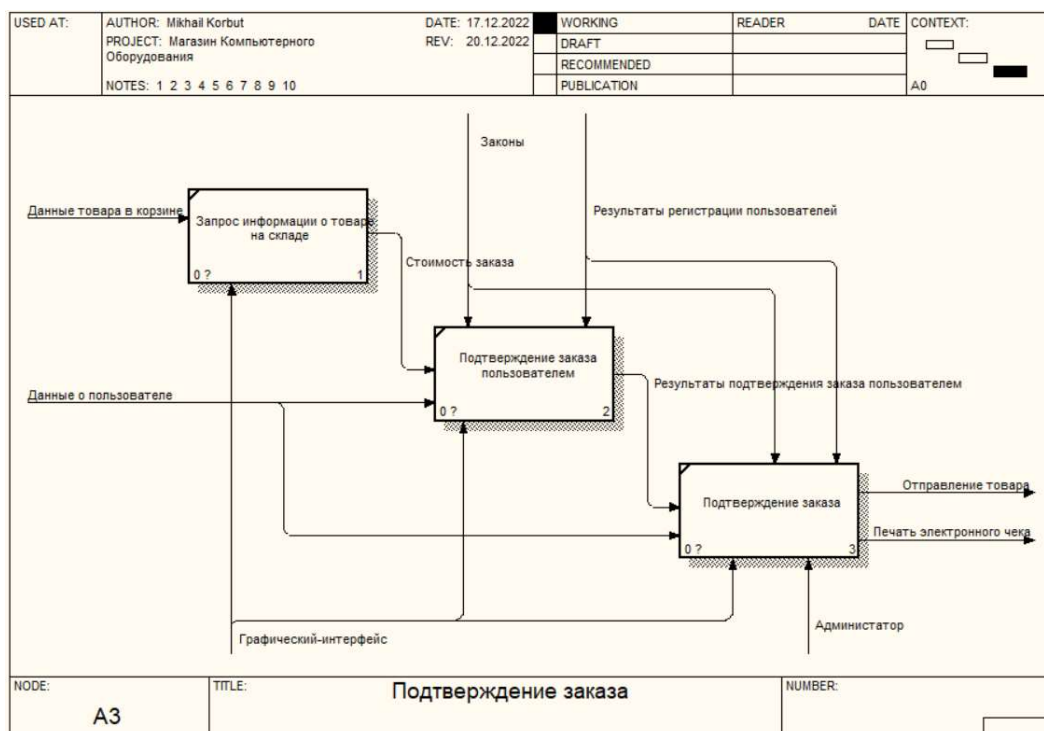 USED AT:
AUTHOR: Mikhail Korbut
DATE: 17.12.2022
WORKING
READER
DATE
CONTEXT:
PROJECT: Магазин Компьютерного
Оборудования
REV: 20.12.2022
DRAFT
RECOMMENDED
NOTES: 1 2 3 4 5 6 7 8 9 10
PUBLICATION
A0
Законы
Данные товара в корзине
Запрос информации о товаре
на складе
0 ?
1
Результаты регистрации пользователей
Стоимость заказа
Подтверждение заказа
пользователем
0 ?
2
Данные о пользователе
Результаты подтверждения заказа пользователем
Подтверждение заказа
0 ?
3
Отправление товара
Печать электронного чека
Графический-интерфейс
Администатор
NODE:
A3
TITLE:
Подтверждение заказа
NUMBER: